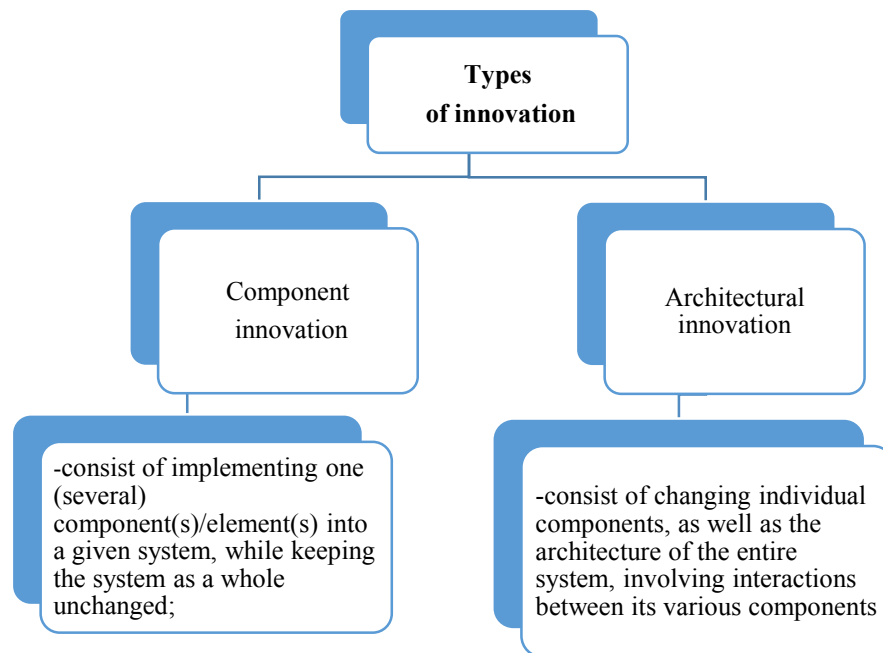 Types
of innovation
Component
innovation
Architectural
innovation
-consist of implementing one
(several)
component(s)/element(s) into
a given system, while keeping
the system as a whole
unchanged;
-consist of changing individual
components, as well as the
architecture of the entire
system, involving interactions
between its various components